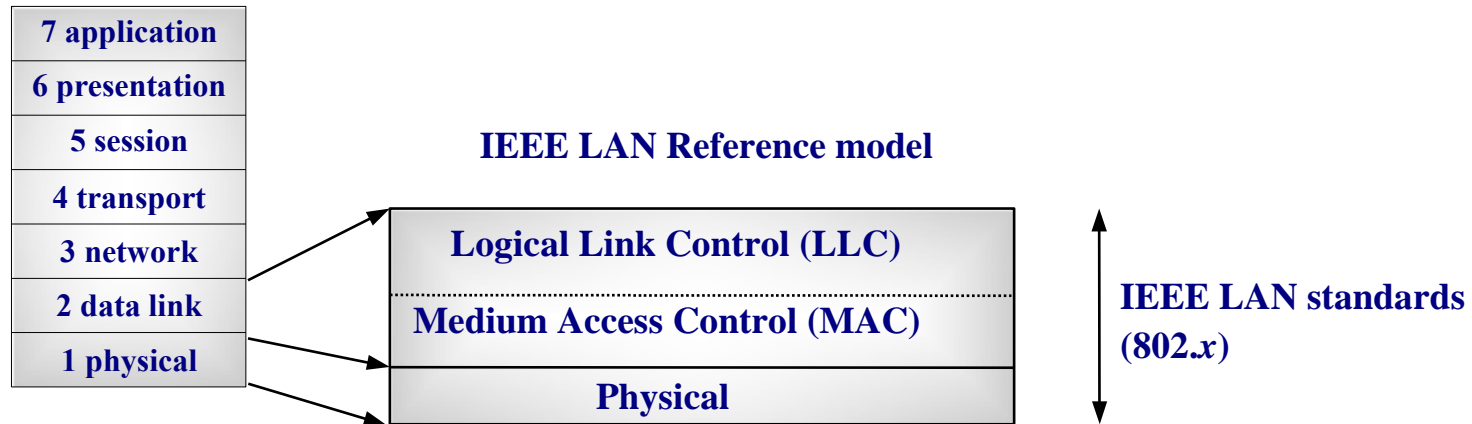 7 application
6 presentation
5 session
4 transport
3 network
2 data link
1 physical
IEEE LAN Reference model
Logical Link Control (LLC)
Medium Access Control (MAC)
Physical
IEEE LAN standards
(802.x)